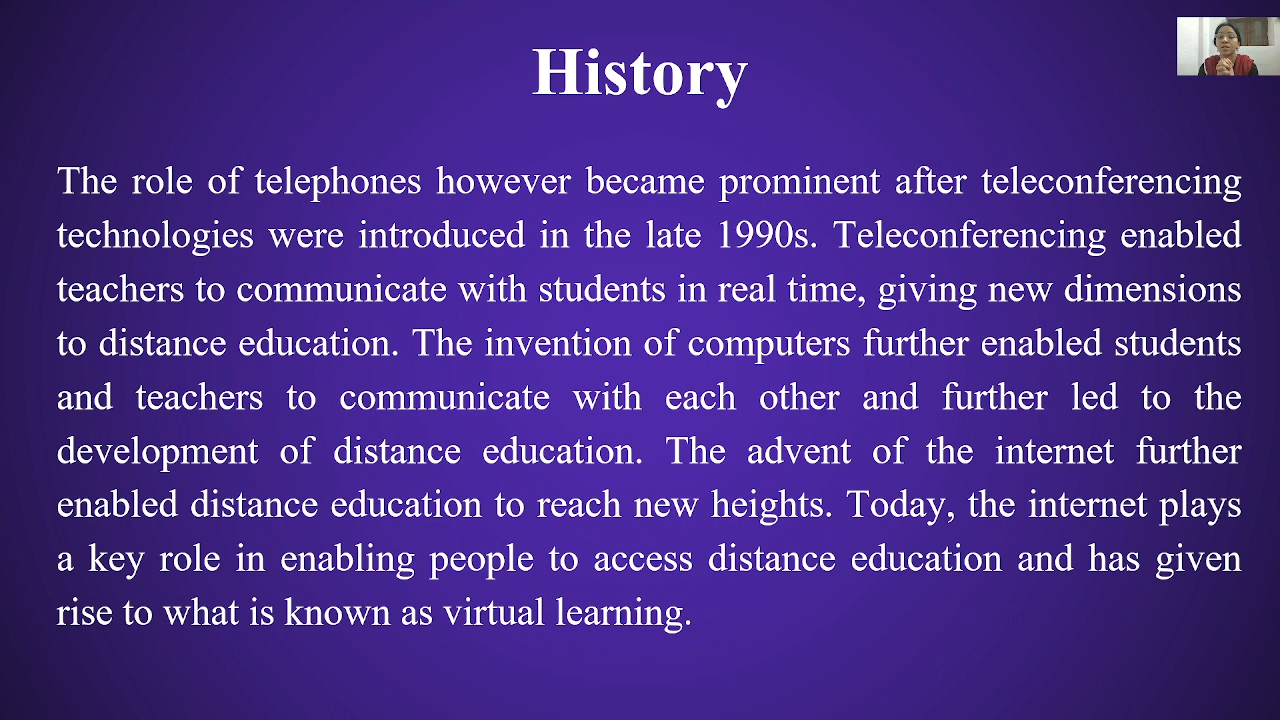 History
The role of telephones however became prominent after teleconferencing
technologies were introduced in the late 1990s. Teleconferencing enabled
teachers to communicate with students in real time, giving new dimensions
to distance education. The invention of computers further enabled students
and teachers to communicate with each other and further led to the
development of distance education. The advent of the internet further
enabled distance education to reach new heights. Today, the internet plays
a key role in enabling people to access distance education and has given
rise to what is known as virtual learning.